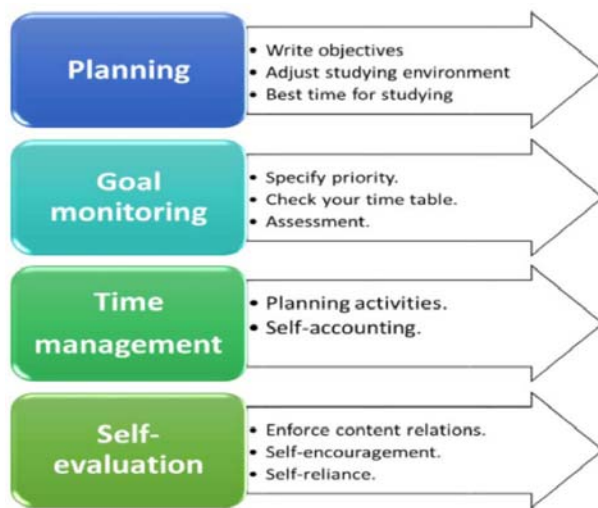 Planning
• Write objectives
• Adjust studying environment
• Best time for studying
Goal
monitoring
• Specify priority.
• Check your time table.
• Assessment.
Time
management
• Planning activities.
• Self-accounting.
Self-
evaluation
• Enforce content relations.
• Self-encouragement.
• Self-reliance.